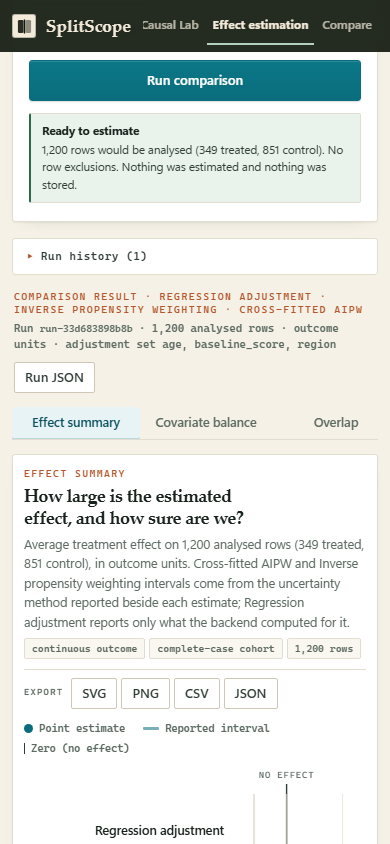 SplitScope Causal Lab Effect estimation Compare
Run comparison
Ready to estimate
1,200 rows would be analysed (349 treated, 851 control). No
row exclusions. Nothing was estimated and nothing was
stored.
Run history (1)
COMPARISON RESULT · REGRESSION ADJUSTMENT ·
INVERSE PROPENSITY WEIGHTING · CROSS-FITTED AIPW
Run run-33d683898b8b · 1,200 analysed rows · outcome
units · adjustment set age, baseline_score, region
Run JSON
Effect summary Covariate balance Overlap
EFFECT SUMMARY
How large is the estimated
effect, and how sure are we?
Average treatment effect on 1,200 analysed rows (349 treated,
851 control), in outcome units. Cross-fitted AIPW and Inverse
propensity weighting intervals come from the uncertainty
method reported beside each estimate; Regression
adjustment reports only what the backend computed for it.
continuous outcome complete-case cohort 1,200 rows
EXPORT SVG PNG CSV JSON
Point estimate Reported interval
Zero (no effect)
NO EFFECT
Regression adjustment